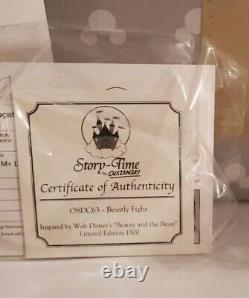 Story-Time
by OLSZEWSKI
Certificate of Authenticity
OSDC63 - Beastly Fight
Inspired by Walt Disney's "Beauty and the Beast"
Limited Edition 1500
My L